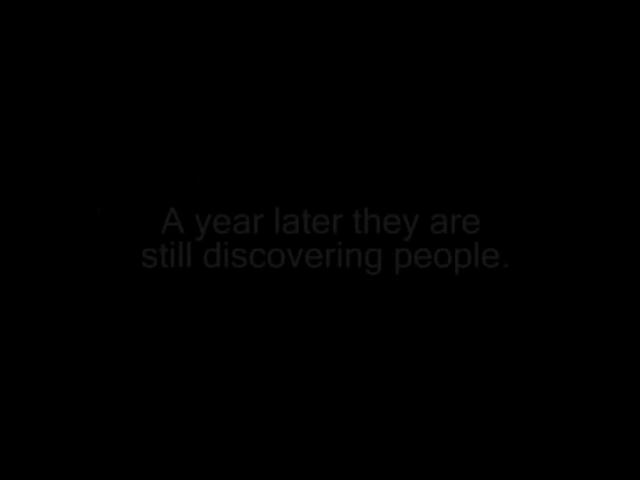 A year later they are
still discovering people.